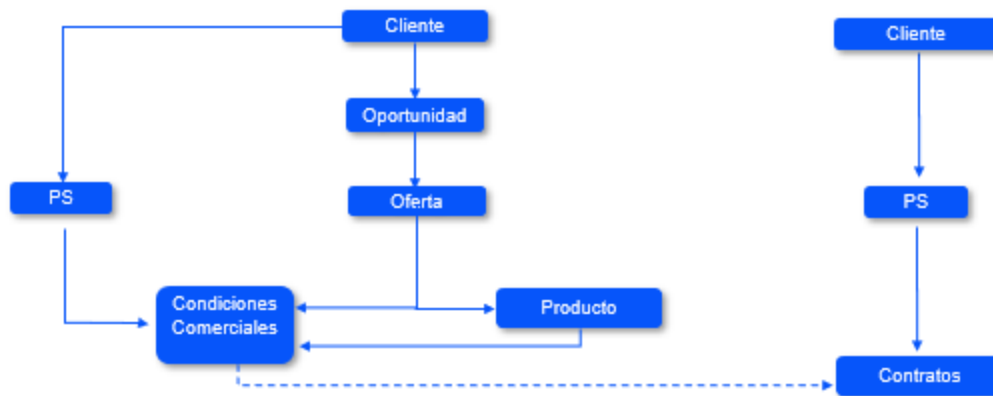 Cliente
Cliente
Oportunidad
PS
Oferta
PS
Condiciones
Comerciales
Producto
Contratos